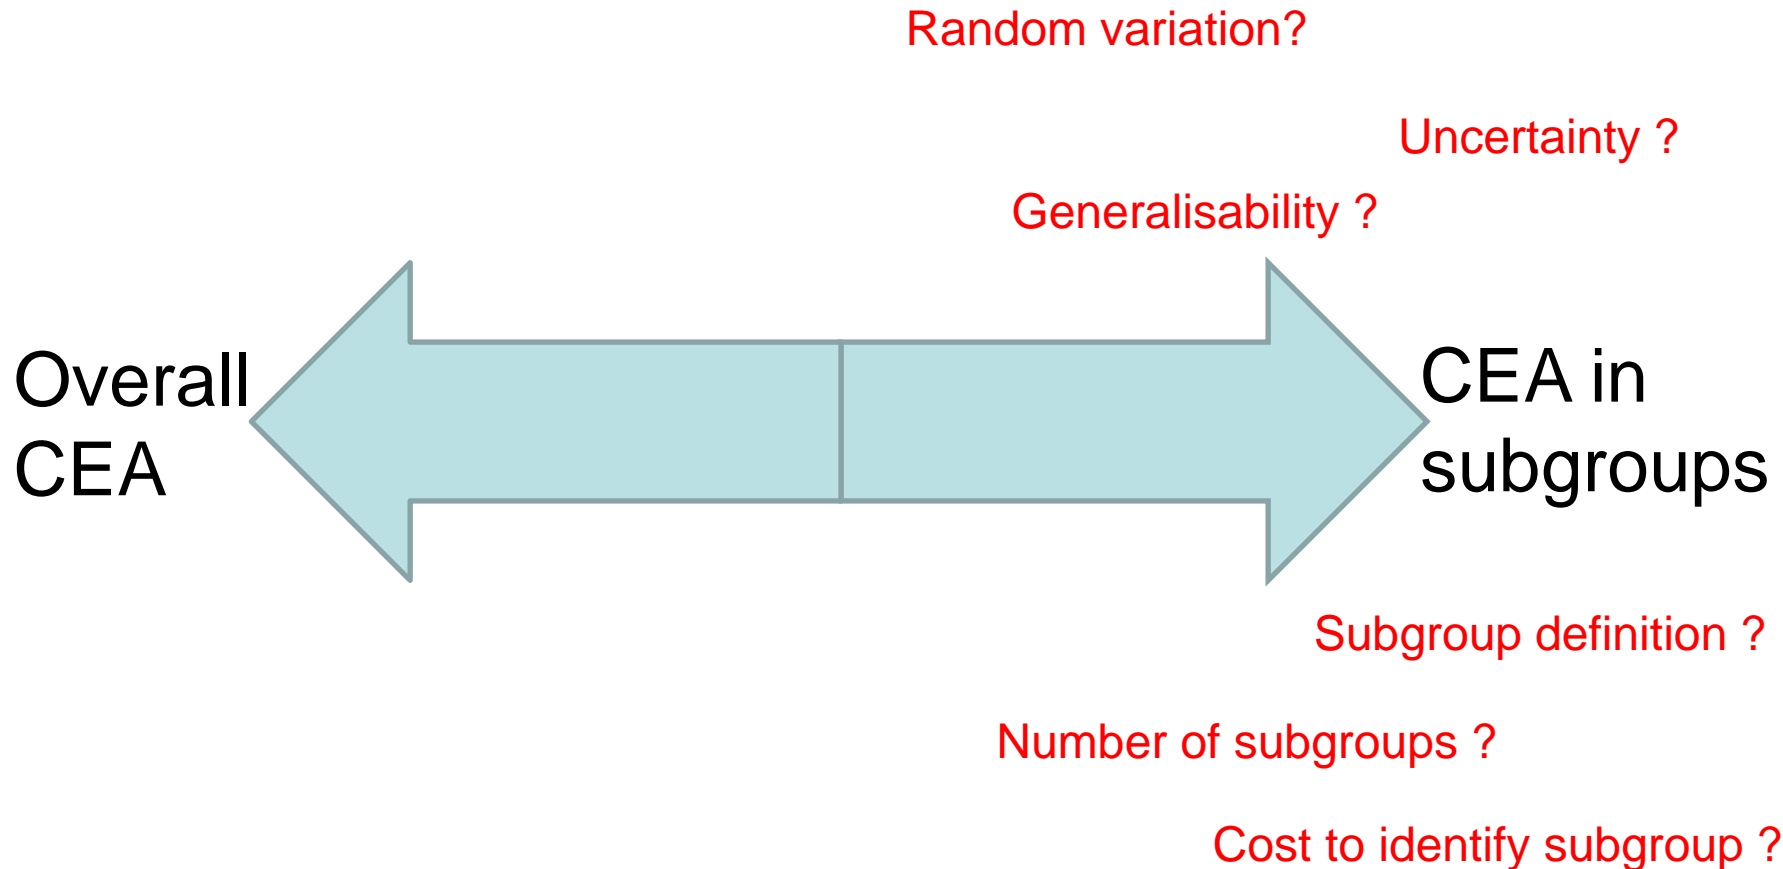 Random variation?
Uncertainty ?
Generalisability ?
Overall
CEA
CEA in
subgroups
Subgroup definition ?
Number of subgroups ?
Cost to identify subgroup ?